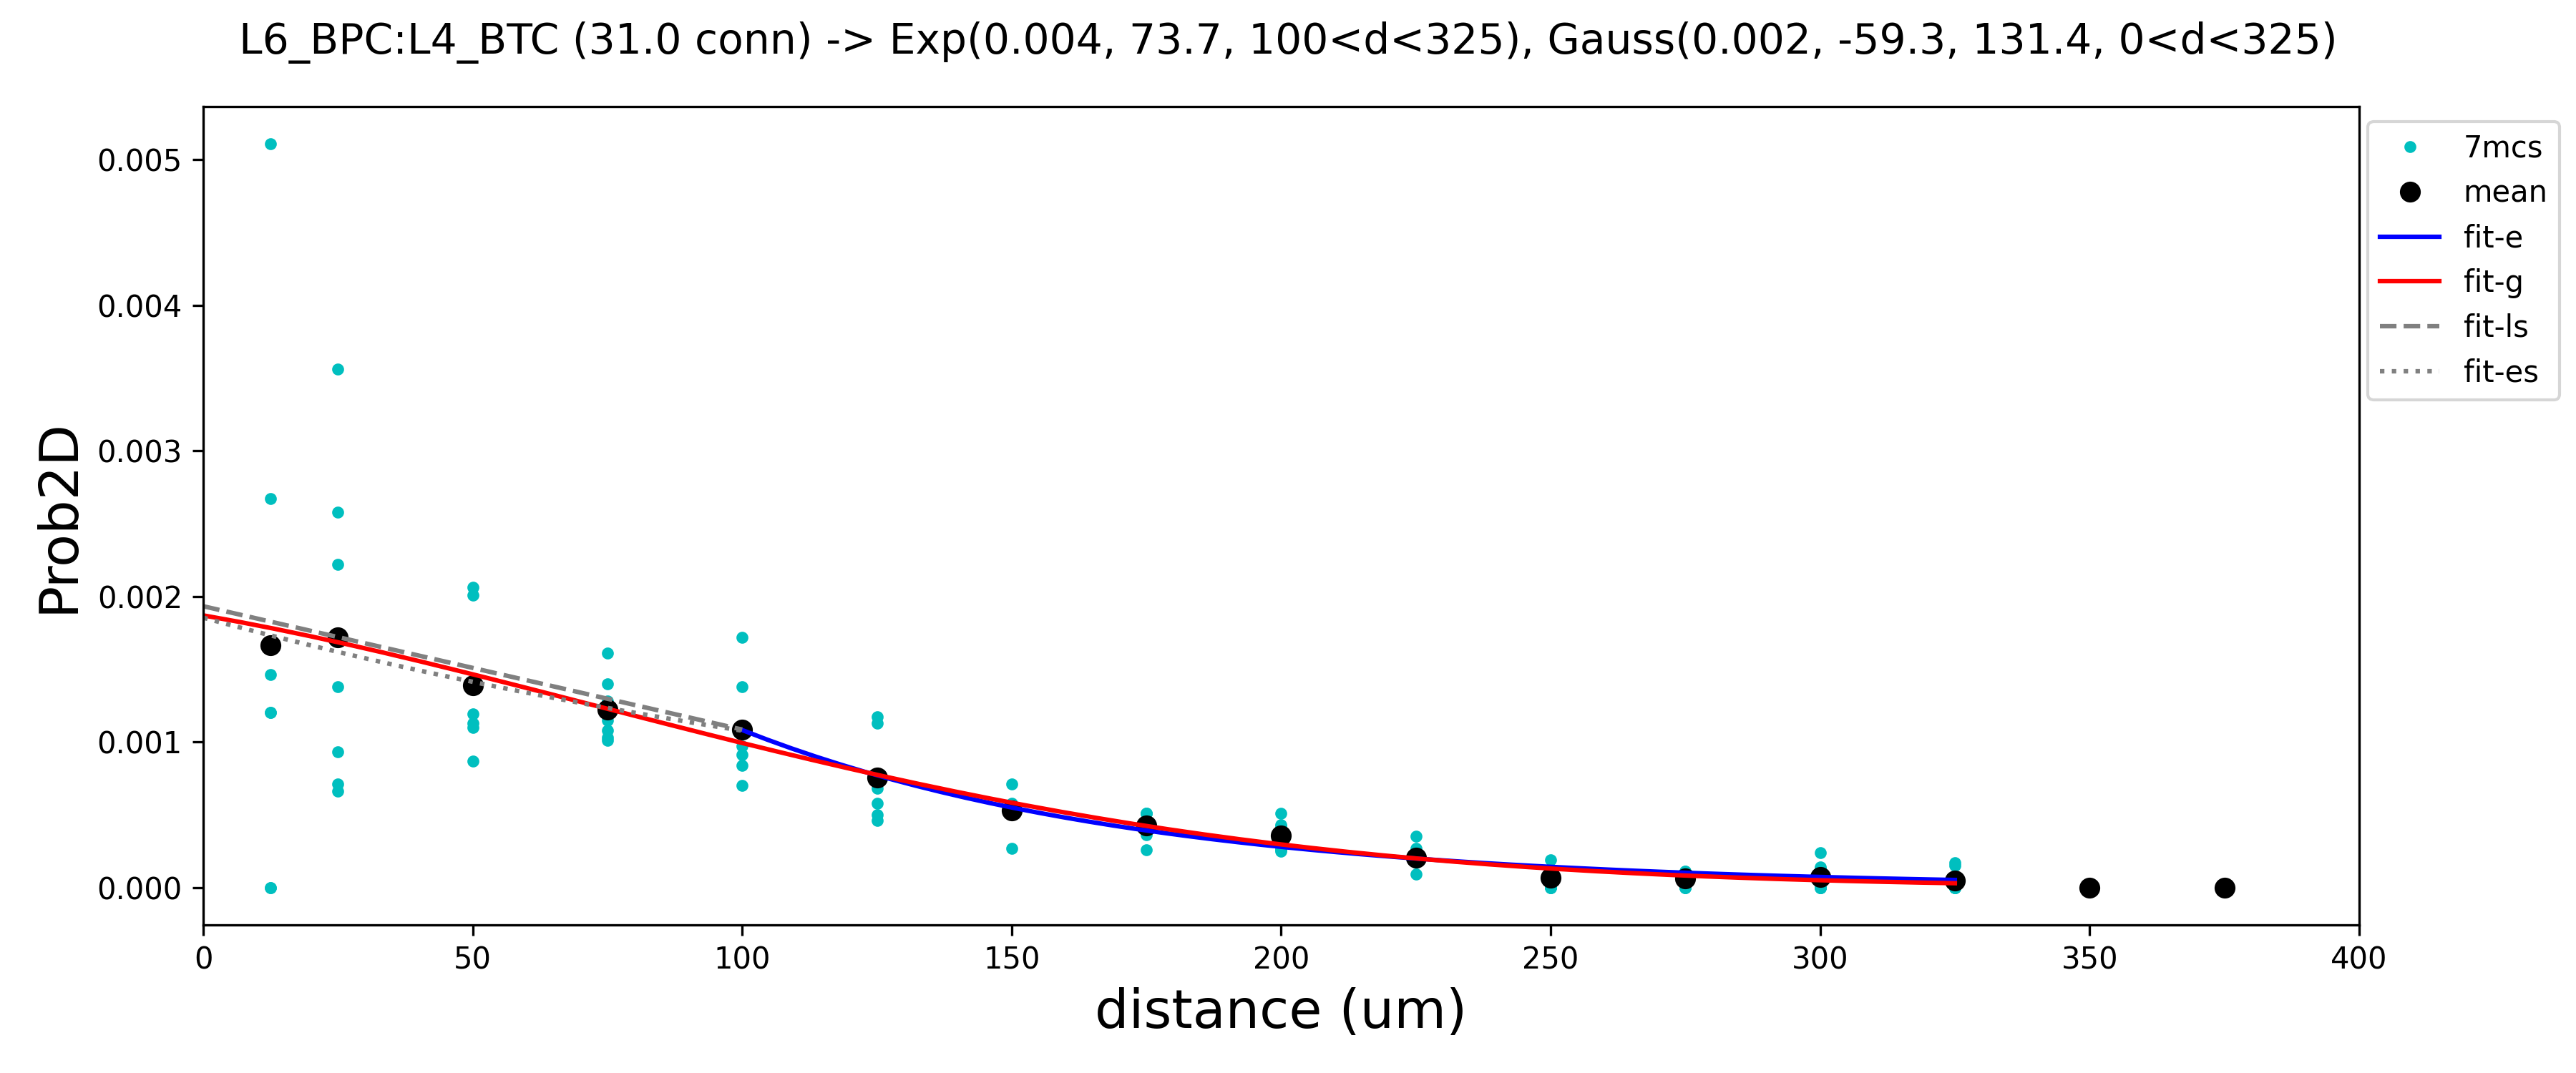 L6_BPC:L4_BTC (31.0 conn) -> Exp(0.004, 73.7, 100<d<325), Gauss(0.002, -59.3, 131.4, 0<d<325)
0.005
0.004
0.003
0.002
0.001
0.000
Prob2D
0 50 100 150 200 250 300 350 400
distance (um)
7mcs
mean
fit-e
fit-g
fit-ls
fit-es